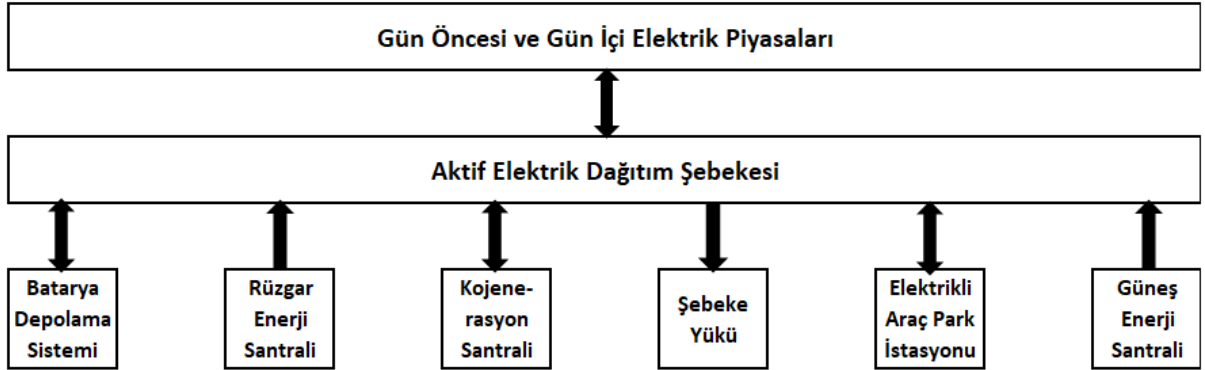 Gün Öncesi ve Gün İçi Elektrik Piyasaları
Aktif Elektrik Dağıtım Şebekesi
Batarya
Depolama
Sistemi
Rüzgar
Enerji
Santrali
Kojene-
rasyon
Santrali
Şebeke
Yükü
Elektrikli
Araç Park
İstasyonu
Güneş
Enerji
Santrali